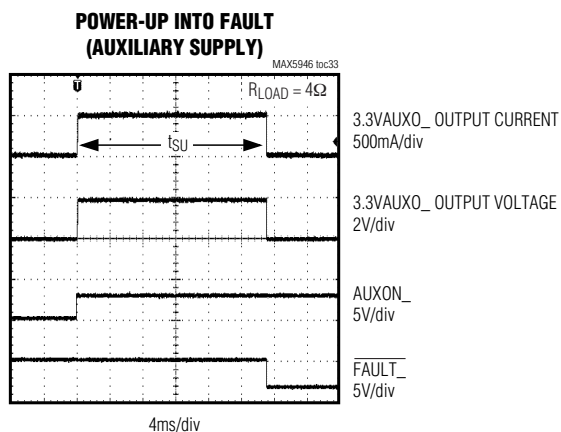 POWER-UP INTO FAULT
(AUXILIARY SUPPLY)
MAX5946 toc33
T
RLOAD = 4Ω
3.3VAUXO_ OUTPUT CURRENT
500mA/div
tSU
3.3VAUXO_ OUTPUT VOLTAGE
2V/div
AUXON_
5V/div
FAULT_
5V/div
4ms/div